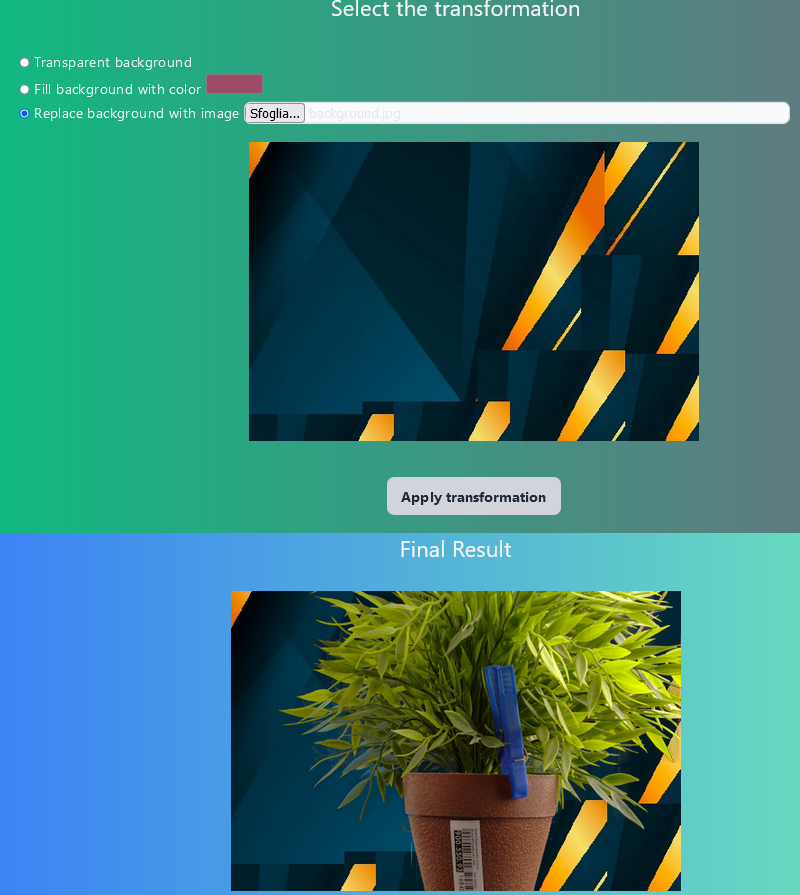 Select the transformation
Transparent background
Fill background with color
Replace background with image Sfoglia... background.jpg
Apply transformation
Final Result